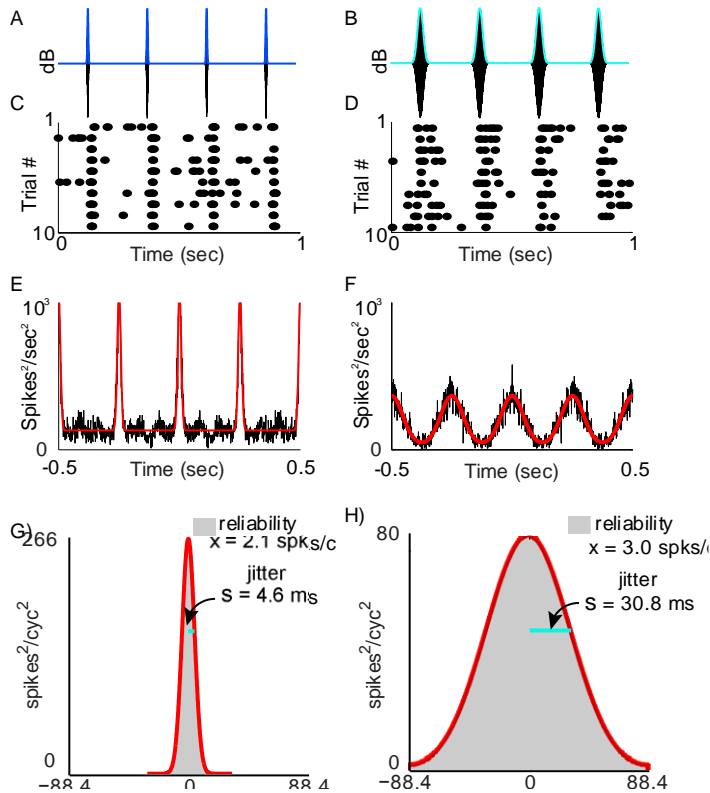 A
dB
B
dB
C
1
Trial #
10
0
1
Time (sec)
D
1
Trial #
10
0
1
Time (sec)
E
10³
Spikes²/sec²
0
-0.5
Time (sec)
0.5
F
10³
Spikes²/sec²
0
-0.5
Time (sec)
0.5
G)
266
reliability
x = 2.1 spks/c
jitter
S = 4.6 ms
spikes²/cyc²
0
−88.4
0
88.4
H)
80
reliability
x = 3.0 spks/
jitter
S = 30.8 ms
spikes²/cyc²
0
−88.4
0
88.4